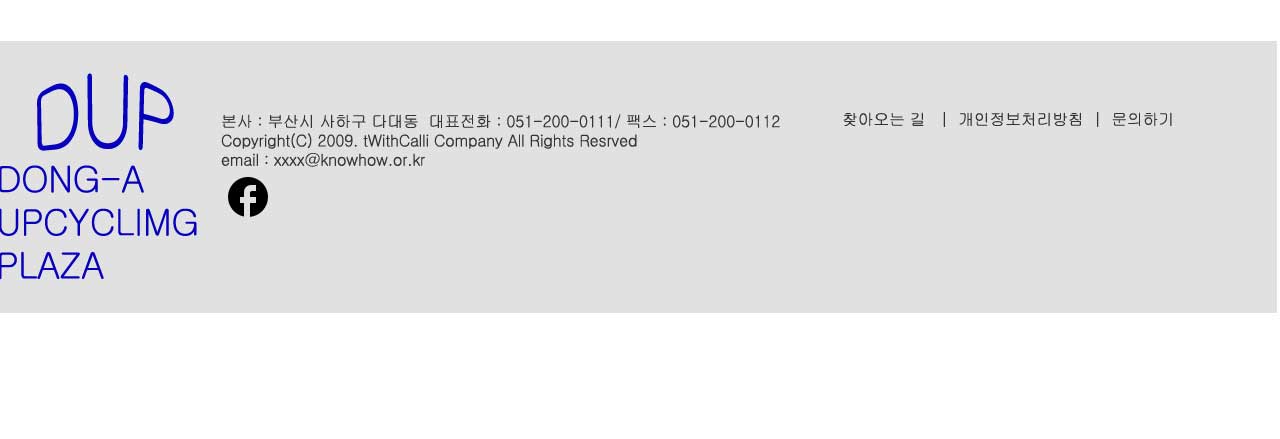 DUP
DONG-A
UPCYCLIMG
PLAZA
본사 : 부산시 사하구 다대동 대표전화 : 051-200-0111/ 팩스 : 051-200-0112
Copyright(C) 2009. tWithCalli Company All Rights Resrved
email : xxxx@knowhow.or.kr
찾아오는 길 | 개인정보처리방침 | 문의하기